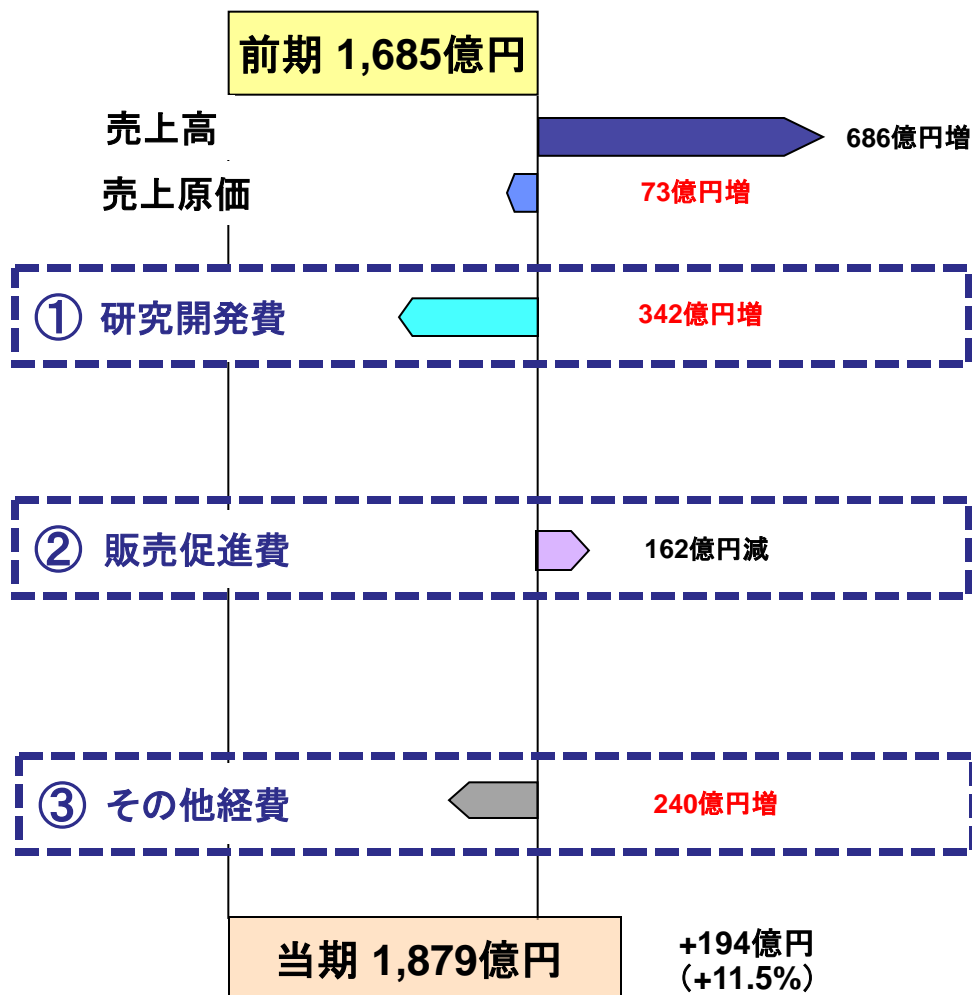 前期 1,685億円
売上高
686億円増
売上原価
73億円増
① 研究開発費
342億円増
② 販売促進費
162億円減
③ その他経費
240億円増
当期 1,879億円
+194億円
（+11.5%）